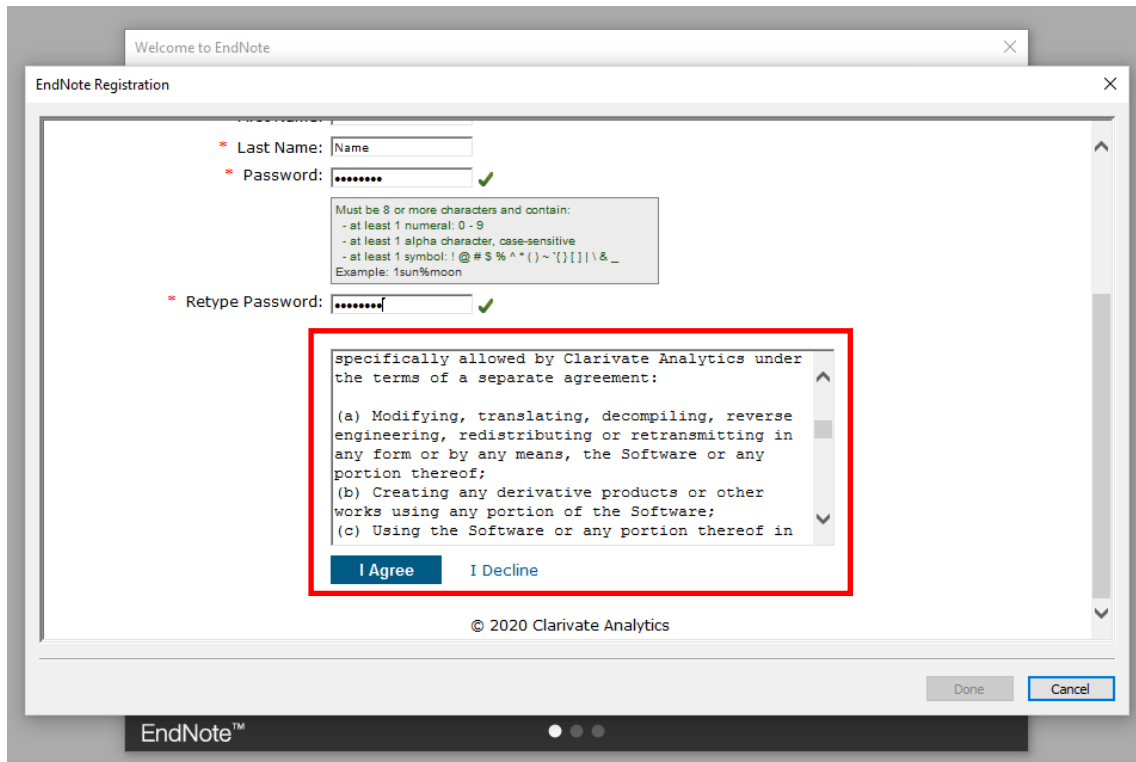 Welcome to EndNote
EndNote Registration
* Last Name: Name
* Password: ••••••••
Must be 8 or more characters and contain:
- at least 1 numeral: 0 - 9
- at least 1 alpha character, case-sensitive
- at least 1 symbol: ! @ # $ % ^ * ( ) ~ `{ } [ ] | \ & _
Example: 1sun%moon
* Retype Password: ••••••••
specifically allowed by Clarivate Analytics under
the terms of a separate agreement:
(a) Modifying, translating, decompiling, reverse
engineering, redistributing or retransmitting in
any form or by any means, the Software or any
portion thereof;
(b) Creating any derivative products or other
works using any portion of the Software;
(c) Using the Software or any portion thereof in
I Agree I Decline
© 2020 Clarivate Analytics
Done Cancel
EndNote™